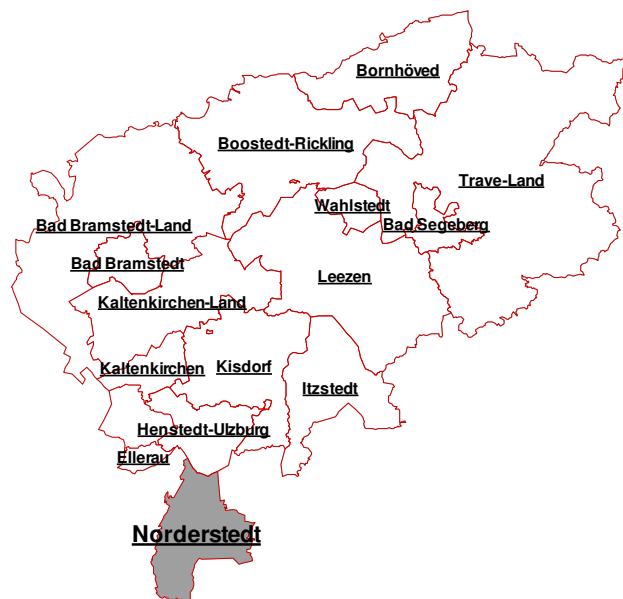 Bornhöved
Boostedt-Rickling
Trave-Land
Wahlstedt
Bad Bramstedt-Land
Bad Segeberg
Bad Bramstedt
Leezen
Kaltenkirchen-Land
Kaltenkirchen
Kisdorf
Itzstedt
Henstedt-Ulzburg
Ellerau
Norderstedt